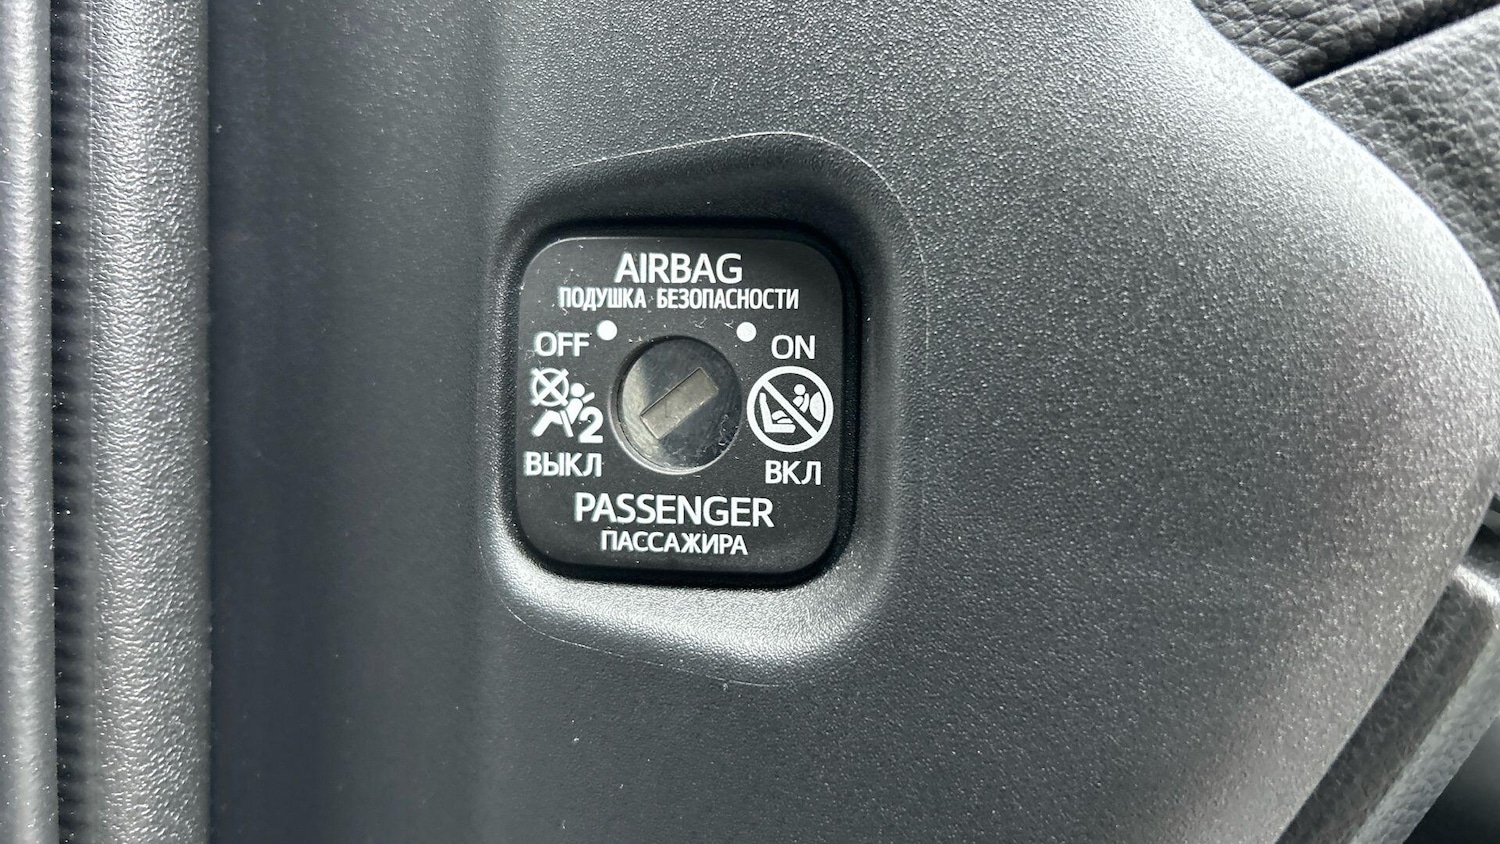 AIRBAG
ПОДУШКА БЕЗОПАСНОСТИ
OFF
ON
2
ВЫКЛ
ВКЛ
PASSENGER
ПАССАЖИРА